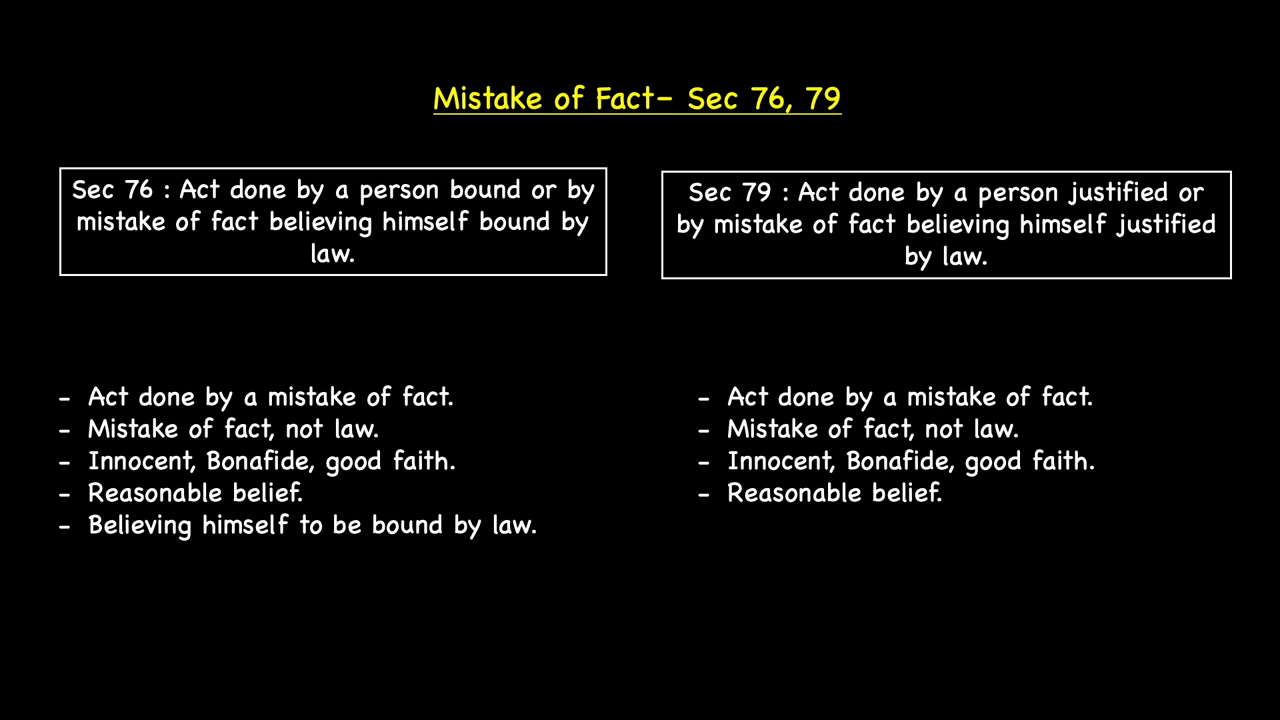 Mistake of Fact– Sec 76, 79
Sec 76 : Act done by a person bound or by
mistake of fact believing himself bound by
law.
Sec 79 : Act done by a person justified or
by mistake of fact believing himself justified
by law.
- Act done by a mistake of fact.
- Mistake of fact, not law.
- Innocent, Bonafide, good faith.
- Reasonable belief.
- Believing himself to be bound by law.
- Act done by a mistake of fact.
- Mistake of fact, not law.
- Innocent, Bonafide, good faith.
- Reasonable belief.